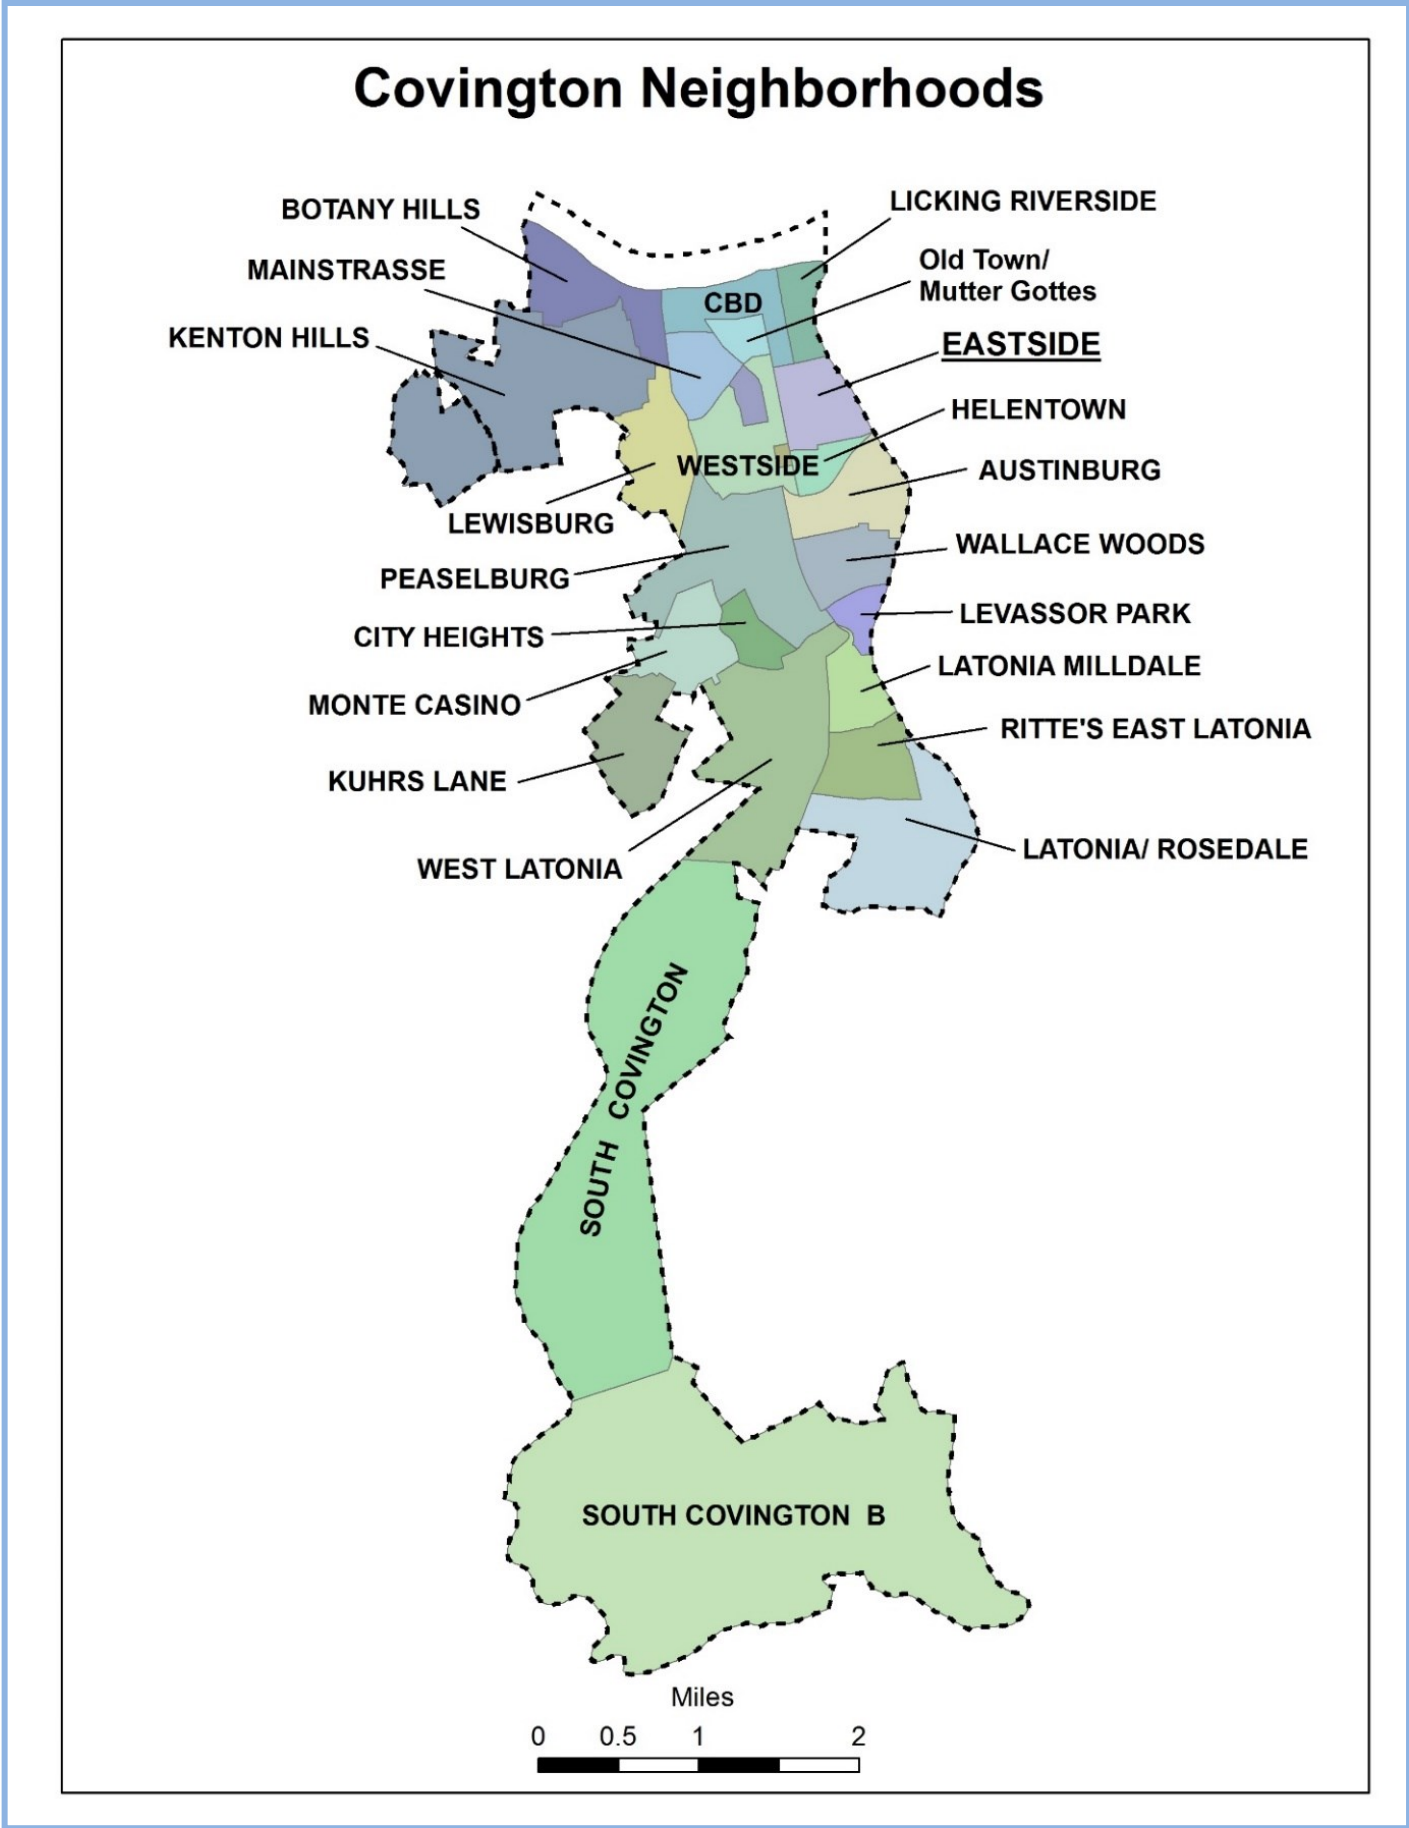 Covington Neighborhoods
BOTANY HILLS
LICKING RIVERSIDE
MAINSTRASSE
Old Town/
Mutter Gottes
CBD
KENTON HILLS
EASTSIDE
HELENTOWN
WESTSIDE
AUSTINBURG
LEWISBURG
WALLACE WOODS
PEASELBURG
LEVASSOR PARK
CITY HEIGHTS
LATONIA MILLDALE
MONTE CASINO
RITTE'S EAST LATONIA
KUHRS LANE
LATONIA/ ROSEDALE
WEST LATONIA
SOUTH COVINGTON
SOUTH COVINGTON B
Miles
0 0.5 1 2